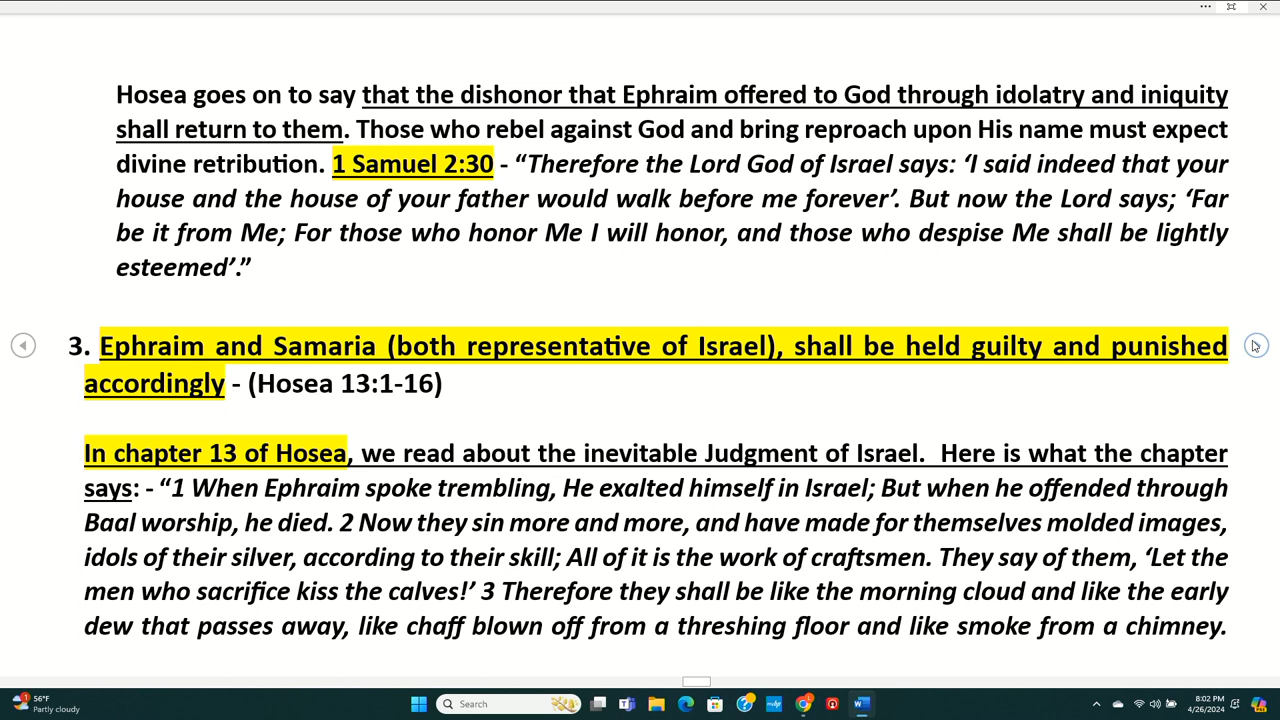 Hosea goes on to say that the dishonor that Ephraim offered to God through idolatry and iniquity
shall return to them. Those who rebel against God and bring reproach upon His name must expect
divine retribution. 1 Samuel 2:30 - “Therefore the Lord God of Israel says: ‘I said indeed that your
house and the house of your father would walk before me forever’. But now the Lord says; ‘Far
be it from Me; For those who honor Me I will honor, and those who despise Me shall be lightly
esteemed’.”
3. Ephraim and Samaria (both representative of Israel), shall be held guilty and punished
accordingly - (Hosea 13:1-16)
In chapter 13 of Hosea, we read about the inevitable Judgment of Israel. Here is what the chapter
says: - “1 When Ephraim spoke trembling, He exalted himself in Israel; But when he offended through
Baal worship, he died. 2 Now they sin more and more, and have made for themselves molded images,
idols of their silver, according to their skill; All of it is the work of craftsmen. They say of them, ‘Let the
men who sacrifice kiss the calves!’ 3 Therefore they shall be like the morning cloud and like the early
dew that passes away, like chaff blown off from a threshing floor and like smoke from a chimney.
1
56°F
Partly cloudy
Search
8:02 PM
4/26/2024